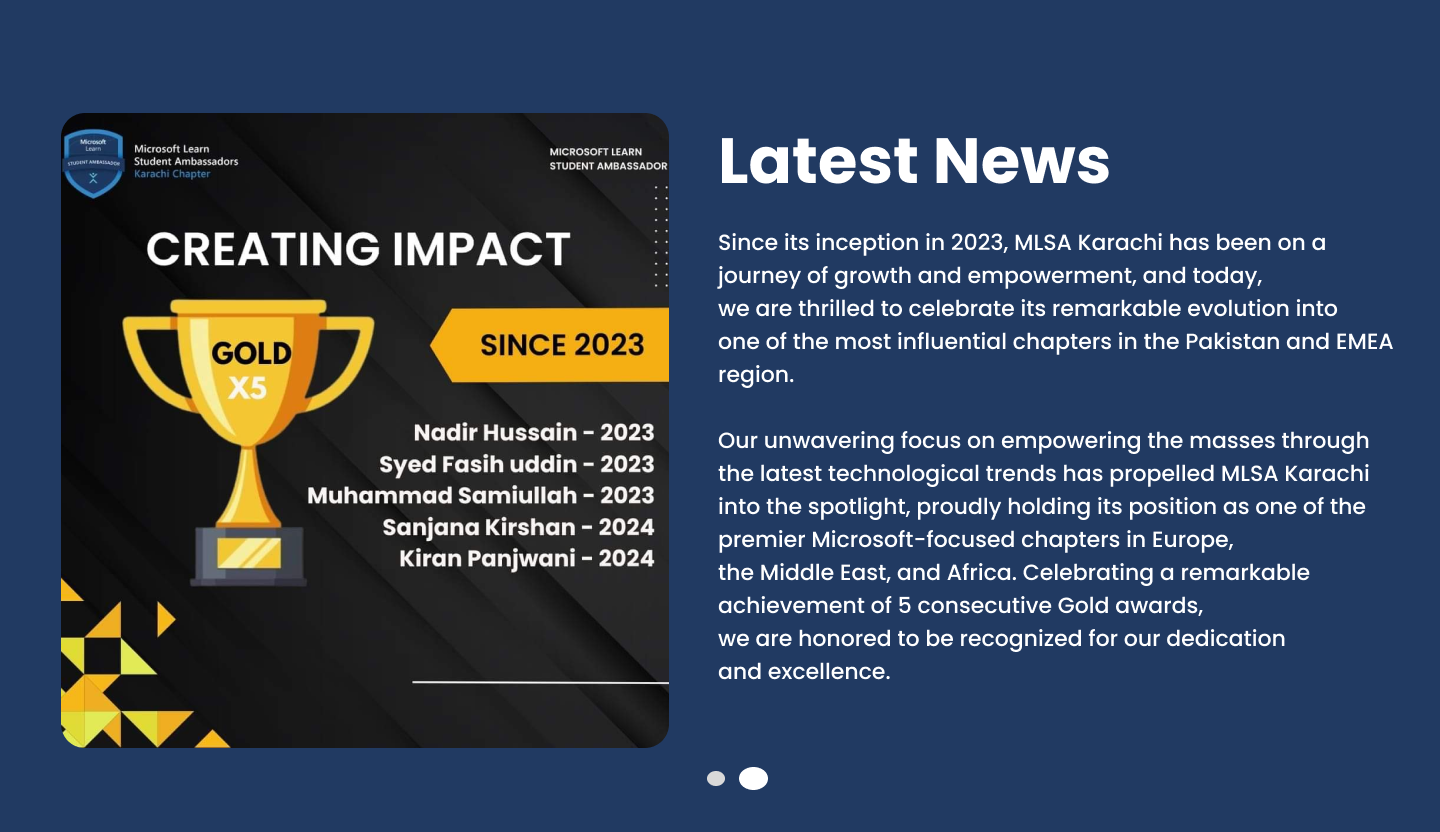 Microsoft
Learn
STUDENT AMBASSADOR
Microsoft Learn
Student Ambassadors
Karachi Chapter
MICROSOFT LEARN
STUDENT AMBASSADOR
CREATING IMPACT
GOLD
X5
SINCE 2023
Nadir Hussain - 2023
Syed Fasih uddin - 2023
Muhammad Samiullah - 2023
Sanjana Kirshan - 2024
Kiran Panjwani - 2024
Latest News
Since its inception in 2023, MLSA Karachi has been on a
journey of growth and empowerment, and today,
we are thrilled to celebrate its remarkable evolution into
one of the most influential chapters in the Pakistan and EMEA
region.
Our unwavering focus on empowering the masses through
the latest technological trends has propelled MLSA Karachi
into the spotlight, proudly holding its position as one of the
premier Microsoft-focused chapters in Europe,
the Middle East, and Africa. Celebrating a remarkable
achievement of 5 consecutive Gold awards,
we are honored to be recognized for our dedication
and excellence.